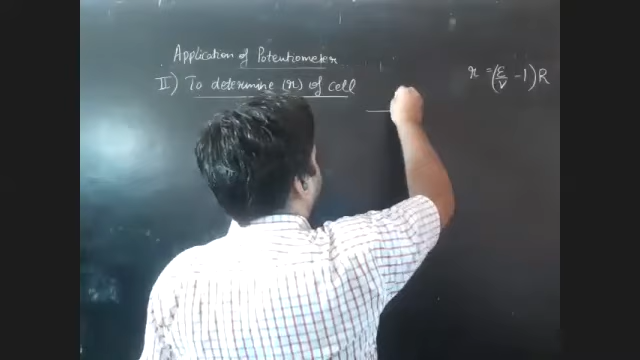 Application of Potentiometer
II) To determine (r) of cell
r = (ε/v - 1) R